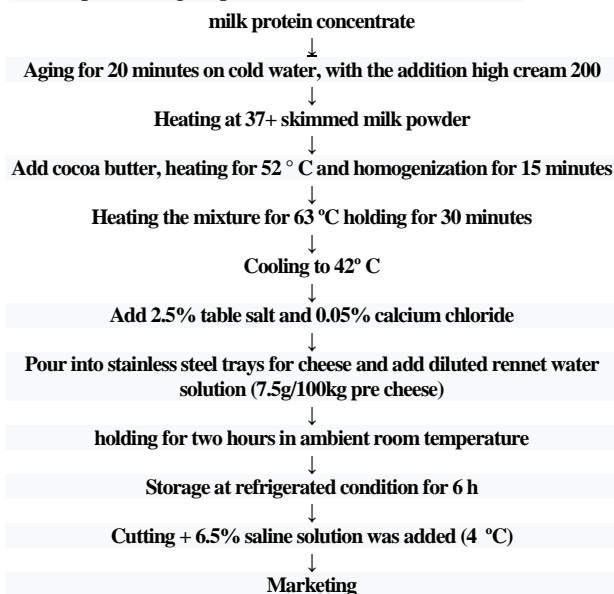 milk protein concentrate
↓
Aging for 20 minutes on cold water, with the addition high cream 200
↓
Heating at 37+ skimmed milk powder
↓
Add cocoa butter, heating for 52 ° C and homogenization for 15 minutes
↓
Heating the mixture for 63 ºC holding for 30 minutes
↓
Cooling to 42º C
↓
Add 2.5% table salt and 0.05% calcium chloride
↓
Pour into stainless steel trays for cheese and add diluted rennet water
solution (7.5g/100kg pre cheese)
↓
holding for two hours in ambient room temperature
↓
Storage at refrigerated condition for 6 h
↓
Cutting + 6.5% saline solution was added (4 ºC)
↓
Marketing